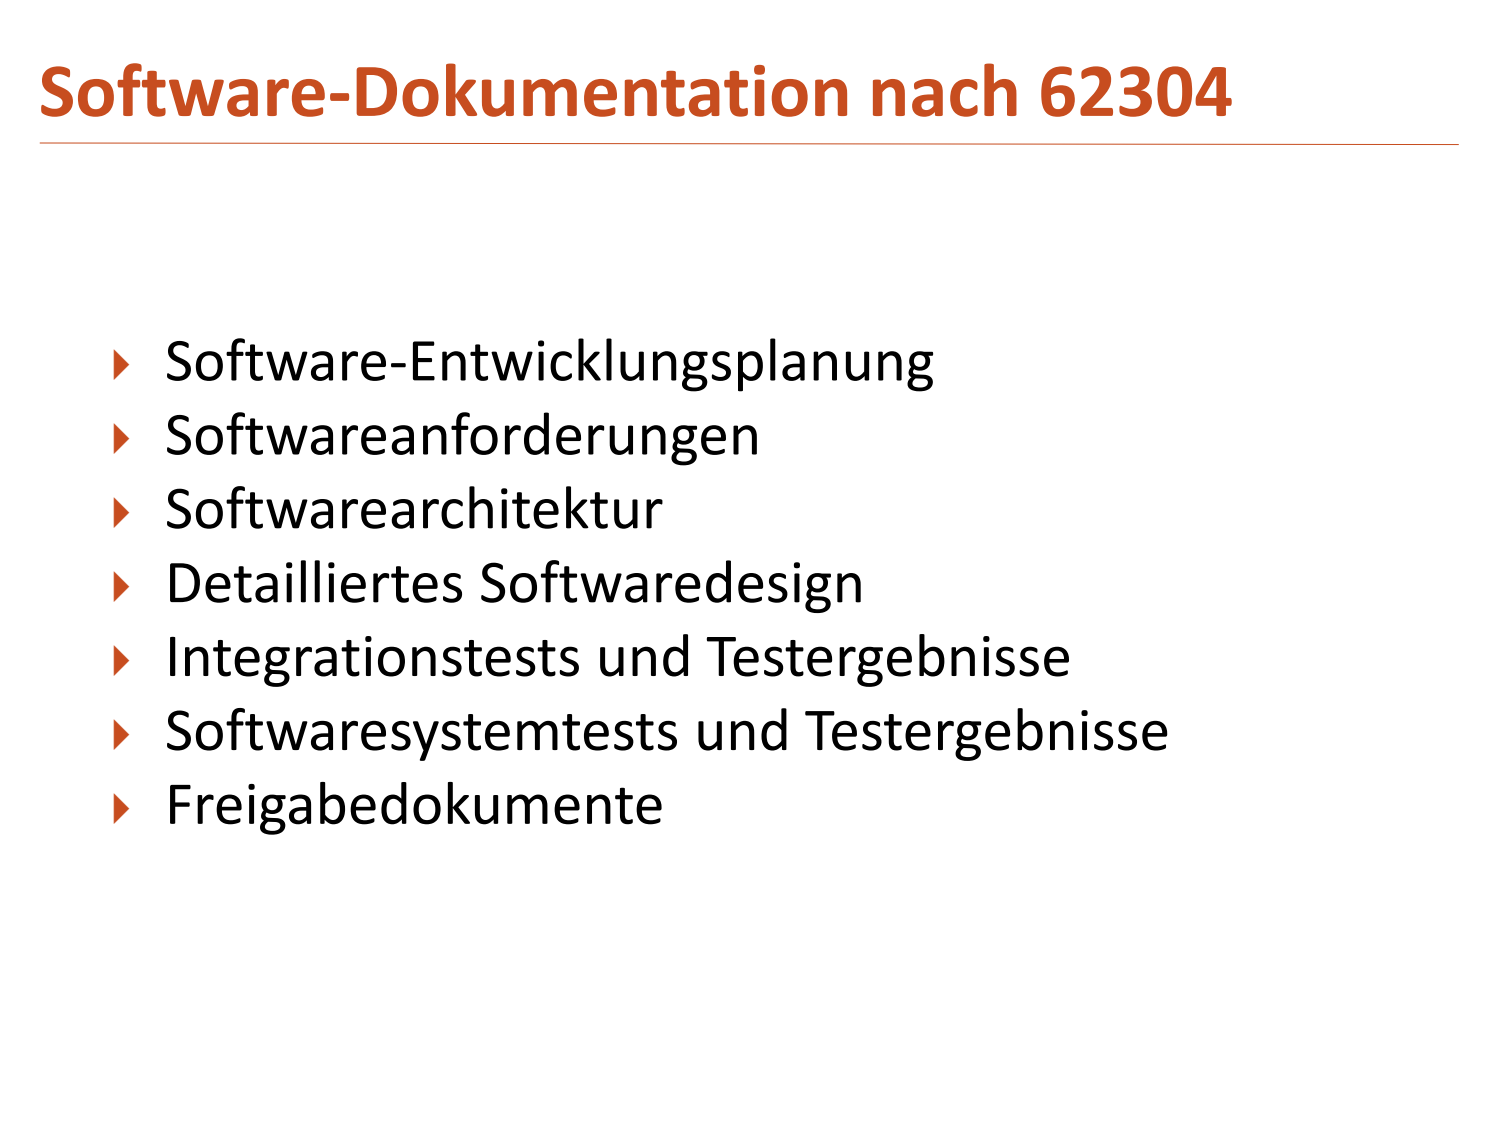 Software-Dokumentation nach 62304
Software-Entwicklungsplanung
Softwareanforderungen
Softwarearchitektur
Detailliertes Softwaredesign
Integrationstests und Testergebnisse
Softwaresystemtests und Testergebnisse
Freigabedokumente